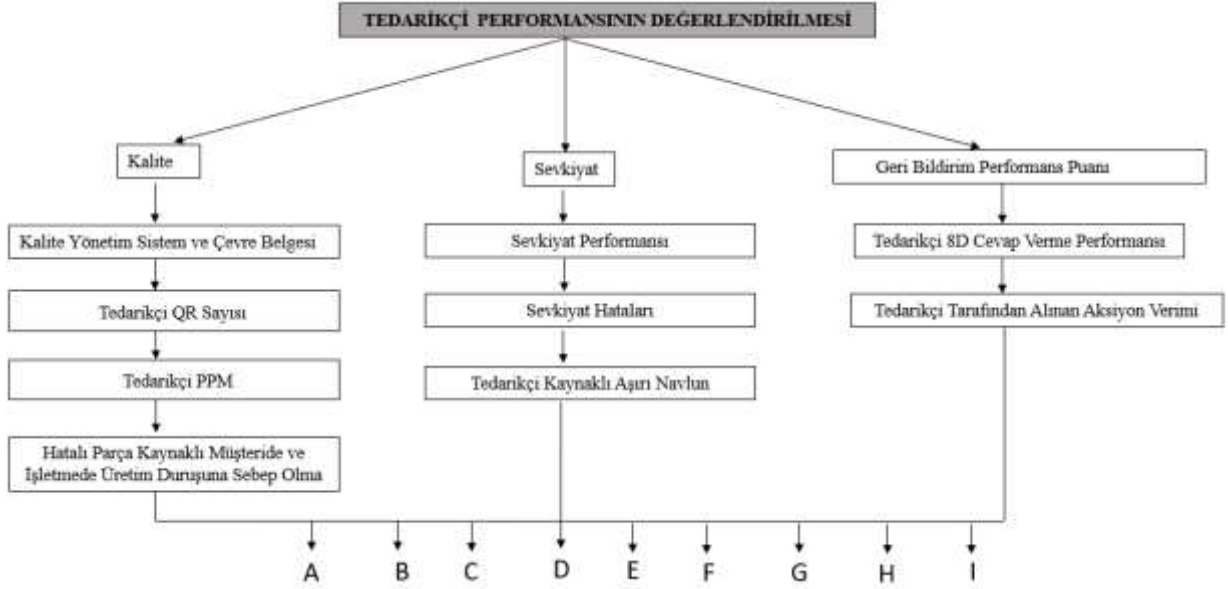 TEDARİKÇİ PERFORMANSININ DEĞERLENDİRİLMESİ
Kalite
Sevkiyat
Geri Bildirim Performans Puanı
Kalite Yönetim Sistem ve Çevre Belgesi
Sevkiyat Performansı
Tedarikçi 8D Cevap Verme Performansı
Tedarikçi QR Sayısı
Sevkiyat Hataları
Tedarikçi Tarafından Alınan Aksiyon Verimi
Tedarikçi PPM
Tedarikçi Kaynaklı Aşırı Navlun
Hatalı Parça Kaynaklı Müşteride ve
İşletmede Üretim Duruşuna Sebep Olma
A B C D E F G H I